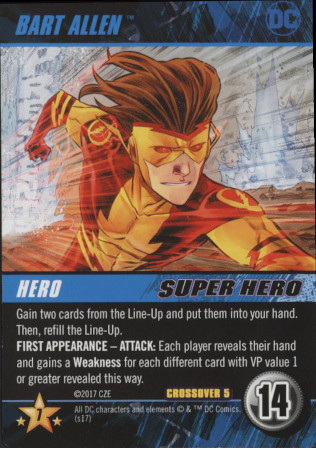 BART ALLEN ™
DC
HERO
SUPER HERO
Gain two cards from the Line-Up and put them into your hand.
Then, refill the Line-Up.
FIRST APPEARANCE — ATTACK: Each player reveals their hand
and gains a Weakness for each different card with VP value 1
or greater revealed this way.
©2017 CZE
CROSSOVER 5
7
All DC characters and elements © & ™ DC Comics.
(s17)
14